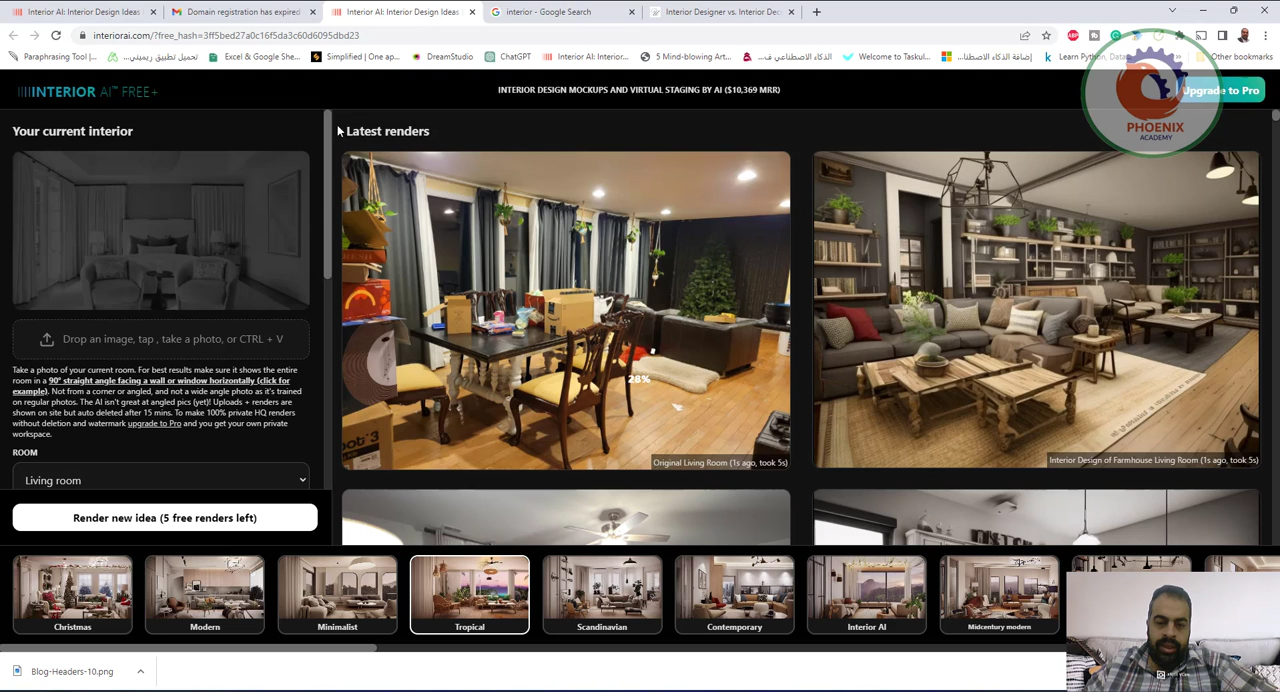 Interior AI: Interior Design Ideas
Domain registration has expired
Interior AI: Interior Design Ideas
interior - Google Search
Interior Designer vs. Interior Dec
interiorai.com/?free_hash=3ff5bed27a0c16f5da3c60d6095dbd23
Paraphrasing Tool |...
تحميل تطبيق ريميني...
Excel & Google She...
Simplified | One ap...
DreamStudio
ChatGPT
Interior AI: Interior...
5 Mind-blowing Art...
الذكاء الاصطناعي ف...
Welcome to Taskul...
إضافة الذكاء الاصطنا...
Learn Python, Data
Other bookmarks
INTERIOR AI™ FREE+
INTERIOR DESIGN MOCKUPS AND VIRTUAL STAGING BY AI ($10,369 MRR)
Upgrade to Pro
PHOENIX
ACADEMY
Your current interior
Drop an image, tap , take a photo, or CTRL + V
Take a photo of your current room. For best results make sure it shows the entire
room in a 90° straight angle facing a wall or window horizontally (click for
example). Not from a corner or angled, and not a wide angle photo as it's trained
on regular photos. The AI isn't great at angled pics (yet)! Uploads + renders are
shown on site but auto deleted after 15 mins. To make 100% private HQ renders
without deletion and watermark upgrade to Pro and you get your own private
workspace.
ROOM
Living room
Render new idea (5 free renders left)
Latest renders
28%
Original Living Room (1s ago, took 5s)
Interior Design of Farmhouse Living Room (1s ago, took 5s)
Christmas
Modern
Minimalist
Tropical
Scandinavian
Contemporary
Interior AI
Midcentury modern
Blog-Headers-10.png